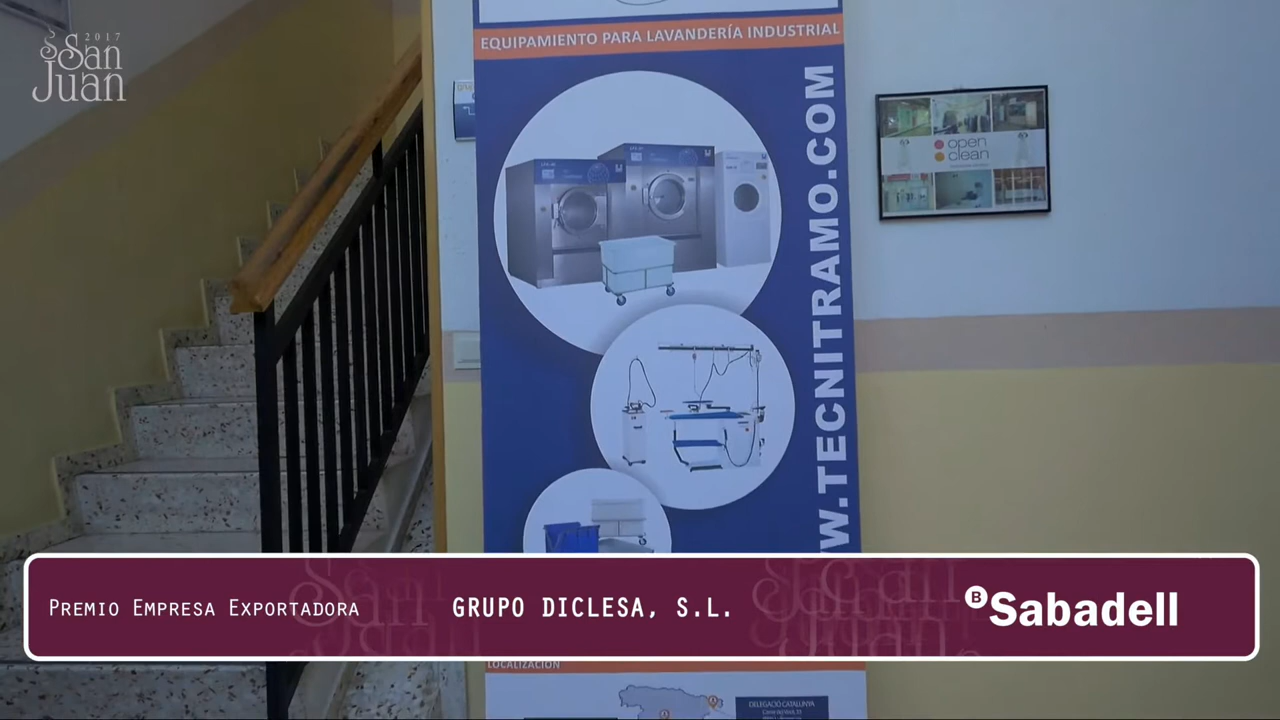 2017
San
Juan
EQUIPAMIENTO PARA LAVANDERÍA INDUSTRIAL
W.TECNITRAMO.COM
open
clean
PREMIO EMPRESA EXPORTADORA
GRUPO DICLESA, S.L.
B Sabadell
LOCALIZACIÓN
DELEGACIÓ CATALUNYA